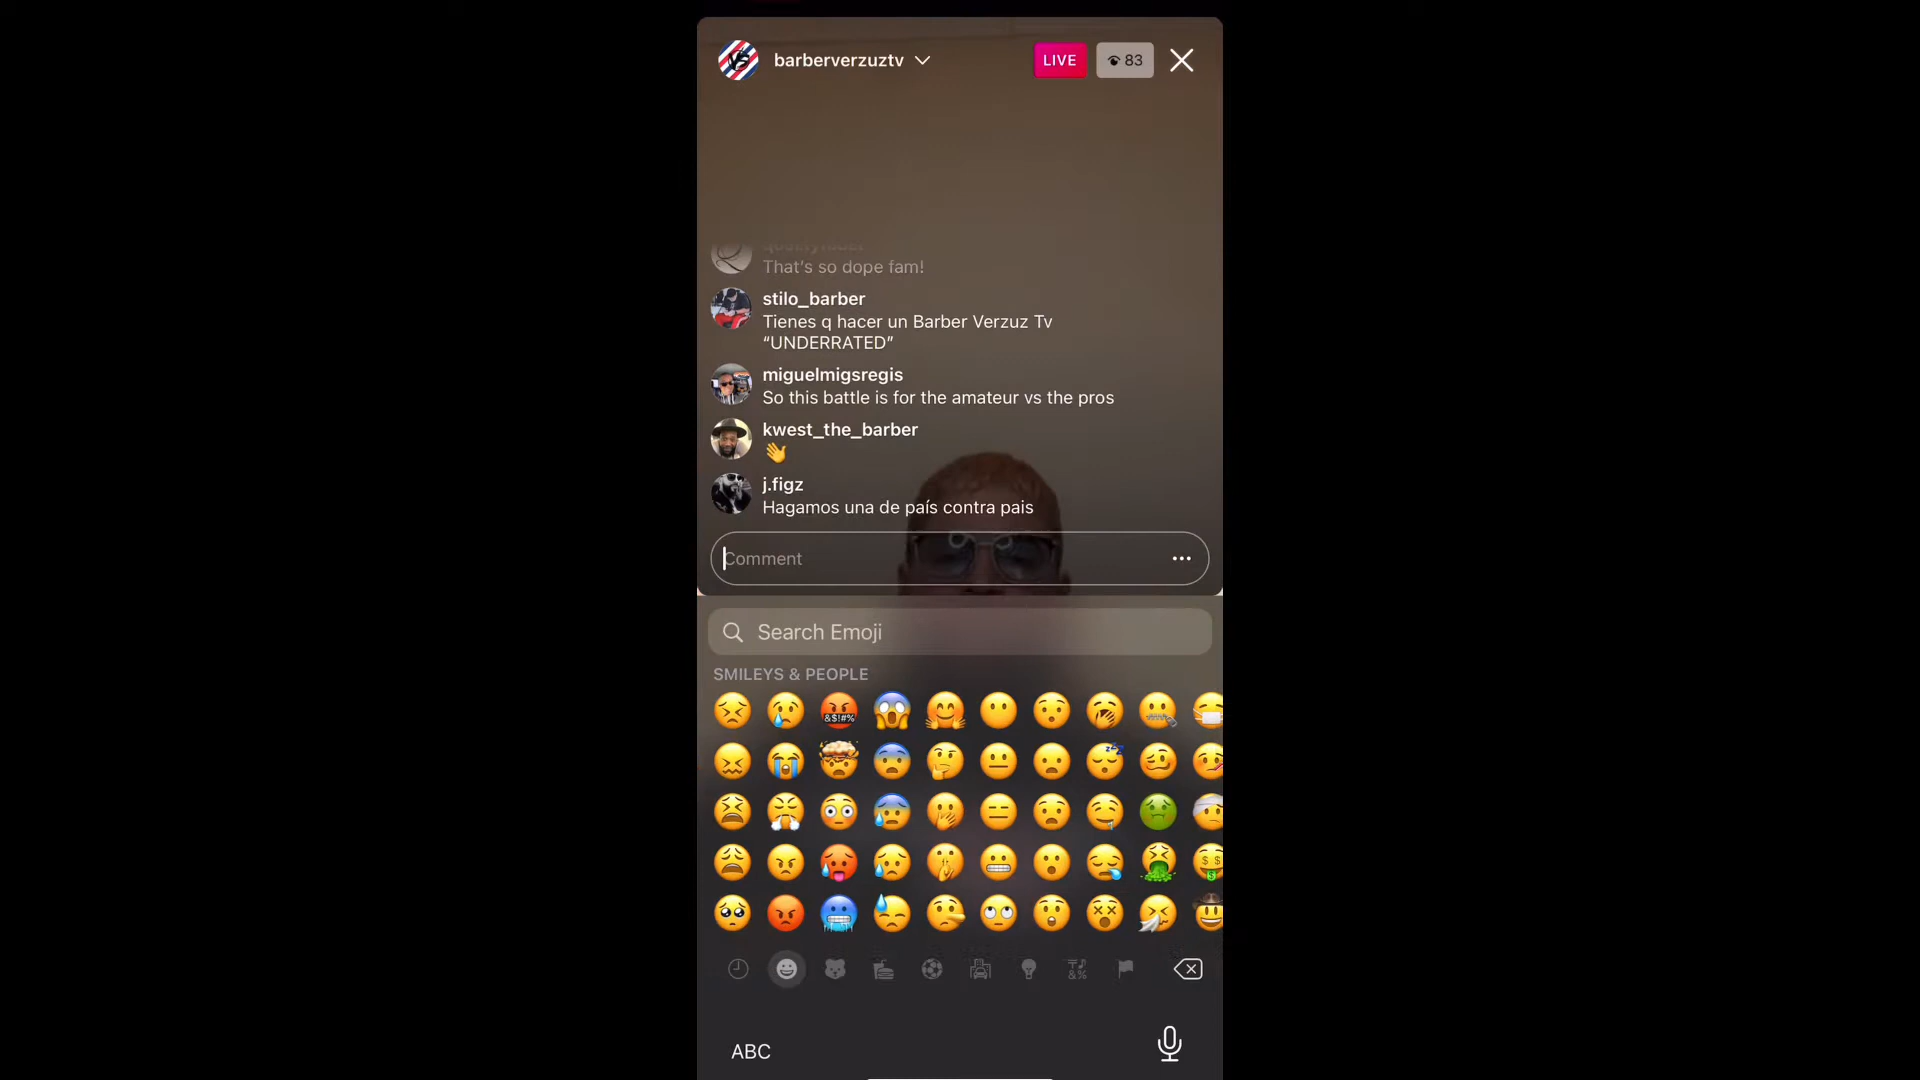 barberverzuztv
LIVE
83
That's so dope fam!
stilo_barber
Tienes q hacer un Barber Verzuz Tv
“UNDERRATED”
miguelmigsregis
So this battle is for the amateur vs the pros
kwest_the_barber
j.figz
Hagamos una de país contra pais
Comment
Search Emoji
SMILEYS & PEOPLE
ABC